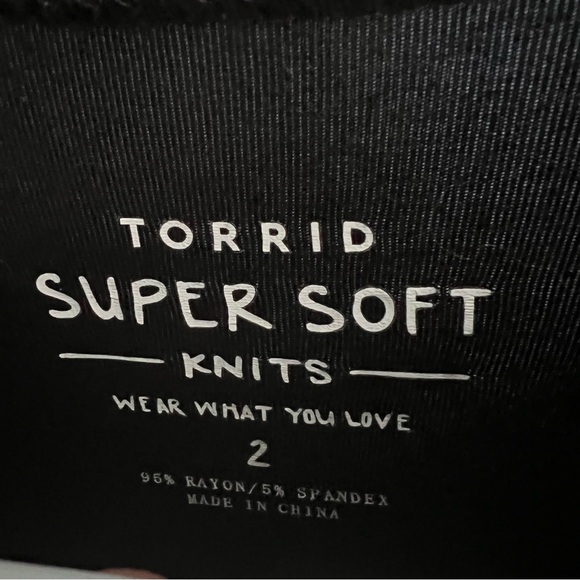 TORRID
SUPER SOFT
KNITS
WEAR WHAT YOU LOVE
2
95% RAYON/5% SPANDEX
MADE IN CHINA